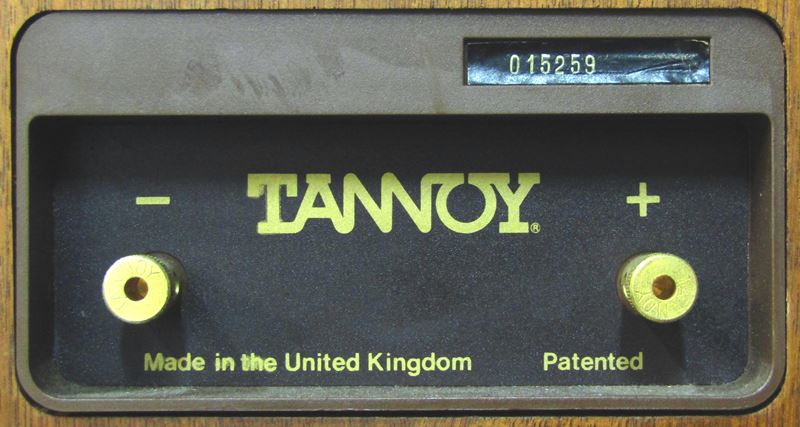 015259
− +
TANNOY®
Made in the United Kingdom Patented